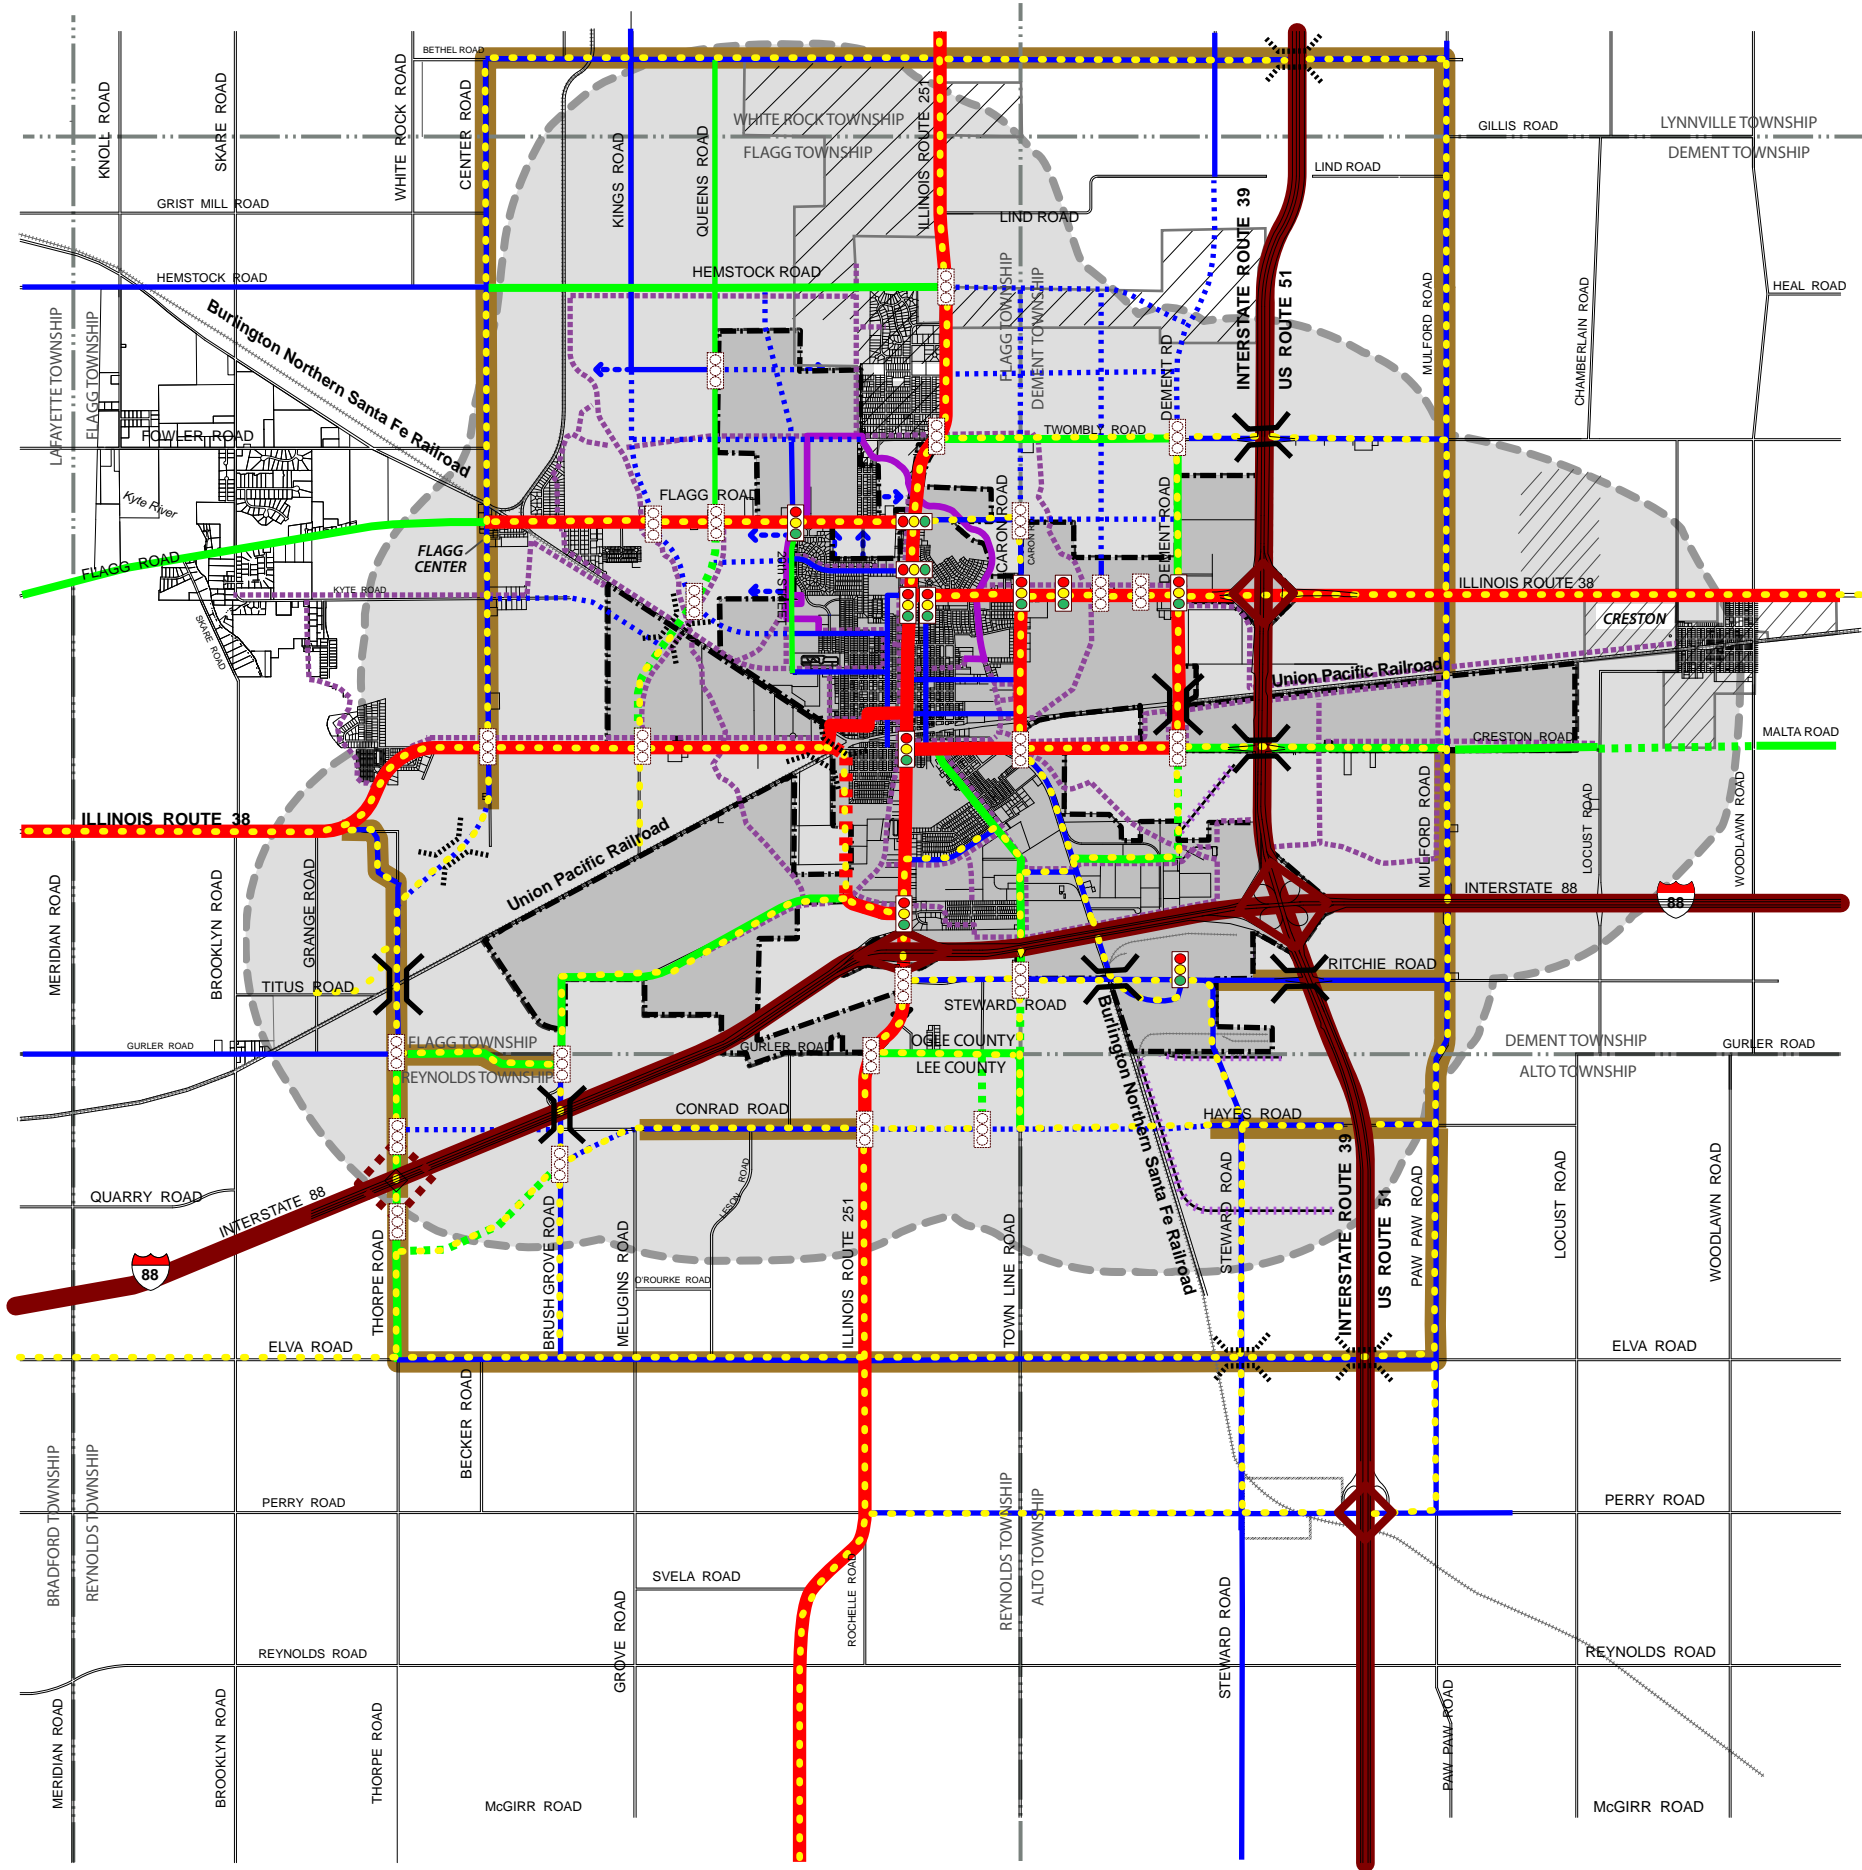 BETHEL ROAD
KNOLL ROAD
SKARE ROAD
WHITE ROCK ROAD
CENTER ROAD
KINGS ROAD
QUEENS ROAD
ILLINOIS ROUTE 251
WHITE ROCK TOWNSHIP
FLAGG TOWNSHIP
GILLIS ROAD
LYNNVILLE TOWNSHIP
DEMENT TOWNSHIP
LIND ROAD
LIND ROAD
GRIST MILL ROAD
INTERSTATE ROUTE 39
US ROUTE 51
HEMSTOCK ROAD
HEMSTOCK ROAD
FLAGG TOWNSHIP
DEMENT TOWNSHIP
MULFORD ROAD
CHAMBERLAIN ROAD
HEAL ROAD
LAFAYETTE TOWNSHIP
FLAGG TOWNSHIP
Burlington Northern Santa Fe Railroad
DEMENT RD
FOWLER ROAD
TWOMBLY ROAD
Kyte River
FLAGG ROAD
CARON ROAD
CARON R
DEMENT ROAD
FLAGG
CENTER
FLAGG ROAD
KYTE ROAD
20TH STREET
ILLINOIS ROUTE 38
CRESTON
SKARE ROAD
Union Pacific Railroad
CRESTON ROAD
MALTA ROAD
ILLINOIS ROUTE 38
Union Pacific Railroad
MULFORD ROAD
LOCUST ROAD
WOODLAWN ROAD
MERIDIAN ROAD
BROOKLYN ROAD
GRANGE ROAD
INTERSTATE 88
88
RITCHIE ROAD
TITUS ROAD
STEWARD ROAD
GURLER ROAD
FLAGG TOWNSHIP
REYNOLDS TOWNSHIP
GURLER ROAD
OGLE COUNTY
LEE COUNTY
Burlington Northern Santa Fe Railroad
DEMENT TOWNSHIP
ALTO TOWNSHIP
GURLER ROAD
CONRAD ROAD
HAYES ROAD
QUARRY ROAD
INTERSTATE 88
88
THORPE ROAD
BRUSH GROVE ROAD
MELUGINS ROAD
LESON ROAD
O'ROURKE ROAD
ILLINOIS ROUTE 251
TOWN LINE ROAD
STEWARD ROAD
INTERSTATE ROUTE 39
US ROUTE 51
PAW PAW ROAD
LOCUST ROAD
WOODLAWN ROAD
ELVA ROAD
ELVA ROAD
BECKER ROAD
BRADFORD TOWNSHIP
REYNOLDS TOWNSHIP
PERRY ROAD
REYNOLDS TOWNSHIP
ALTO TOWNSHIP
PERRY ROAD
SVELA ROAD
ROCHELLE ROAD
GROVE ROAD
STEWARD ROAD
REYNOLDS ROAD
REYNOLDS ROAD
MERIDIAN ROAD
BROOKLYN ROAD
THORPE ROAD
PAW PAW ROAD
McGIRR ROAD
McGIRR ROAD